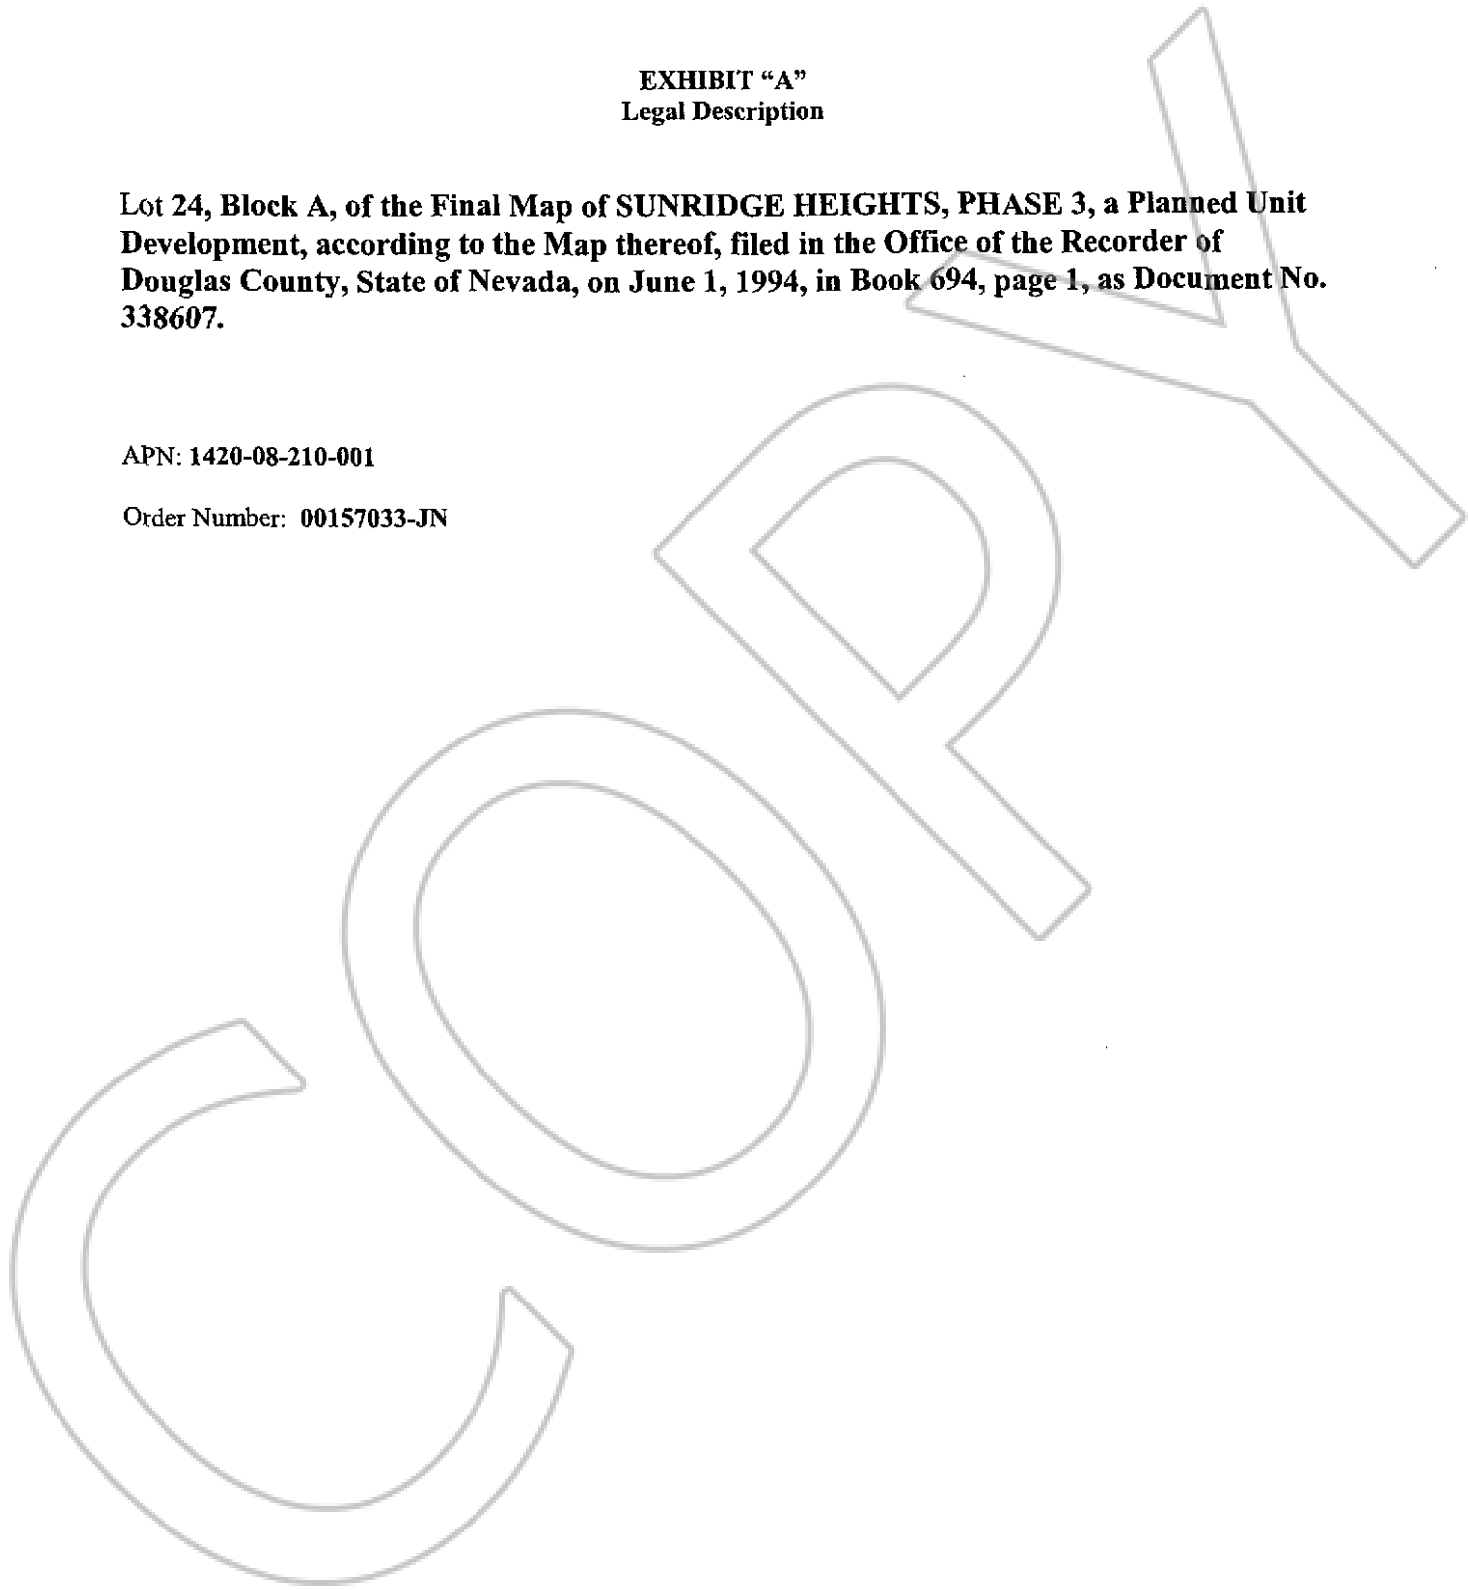 EXHIBIT “A”
Legal Description
Lot 24, Block A, of the Final Map of SUNRIDGE HEIGHTS, PHASE 3, a Planned Unit
Development, according to the Map thereof, filed in the Office of the Recorder of
Douglas County, State of Nevada, on June 1, 1994, in Book 694, page 1, as Document No.
338607.
APN: 1420-08-210-001
Order Number: 00157033-JN
COPY